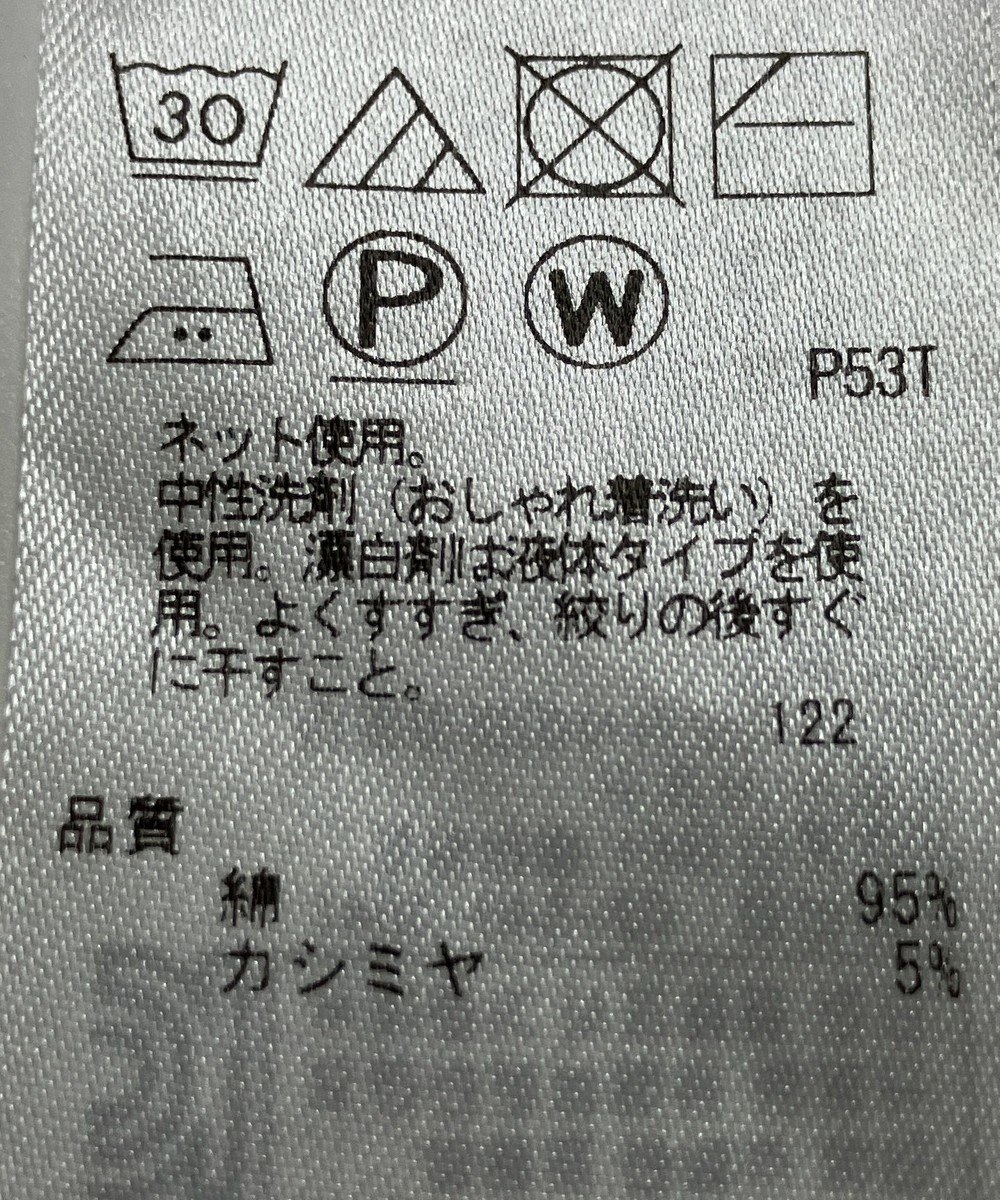 30
P W
P53T
ネット使用。
中性洗剤（おしゃれ着洗い）を
使用。漂白剤は液体タイプを使
用。よくすすぎ、絞りの後すぐ
に干すこと。
122
品質
綿 95%
カシミヤ 5%